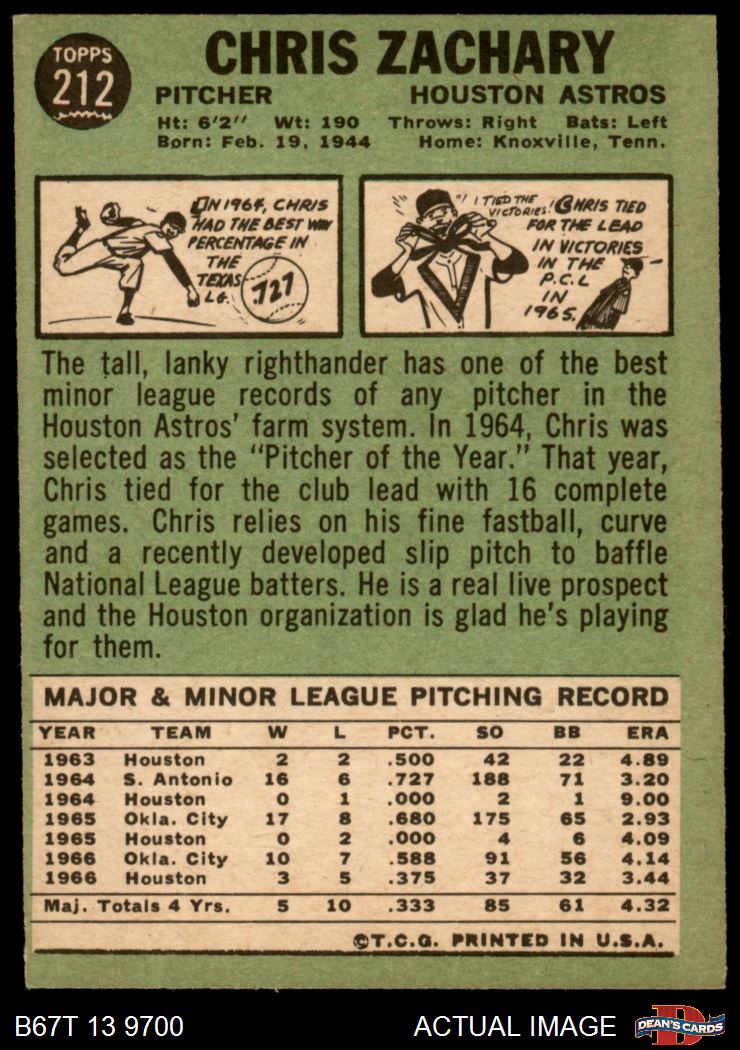 TOPPS
212
CHRIS ZACHARY
PITCHER HOUSTON ASTROS
Ht: 6'2" Wt: 190 Throws: Right Bats: Left
Born: Feb. 19, 1944 Home: Knoxville, Tenn.
IN 1964, CHRIS
HAD THE BEST WIN
PERCENTAGE IN
THE
TEXAS
LG.
.727
"I TIED THE
VICTORIES!
CHRIS TIED
FOR THE LEAD
IN VICTORIES
IN THE
P.C.L
IN
1965.
The tall, lanky righthander has one of the best
minor league records of any pitcher in the
Houston Astros' farm system. In 1964, Chris was
selected as the "Pitcher of the Year." That year,
Chris tied for the club lead with 16 complete
games. Chris relies on his fine fastball, curve
and a recently developed slip pitch to baffle
National League batters. He is a real live prospect
and the Houston organization is glad he's playing
for them.
MAJOR & MINOR LEAGUE PITCHING RECORD
YEAR TEAM W L PCT. SO BB ERA
1963 Houston 2 2 .500 42 22 4.89
1964 S. Antonio 16 6 .727 188 71 3.20
1964 Houston 0 1 .000 2 1 9.00
1965 Okla. City 17 8 .680 175 65 2.93
1965 Houston 0 2 .000 4 6 4.09
1966 Okla. City 10 7 .588 91 56 4.14
1966 Houston 3 5 .375 37 32 3.44
Maj. Totals 4 Yrs. 5 10 .333 85 61 4.32
©T.C.G. PRINTED IN U.S.A.
B67T 13 9700 ACTUAL IMAGE
D
DEAN'S CARDS